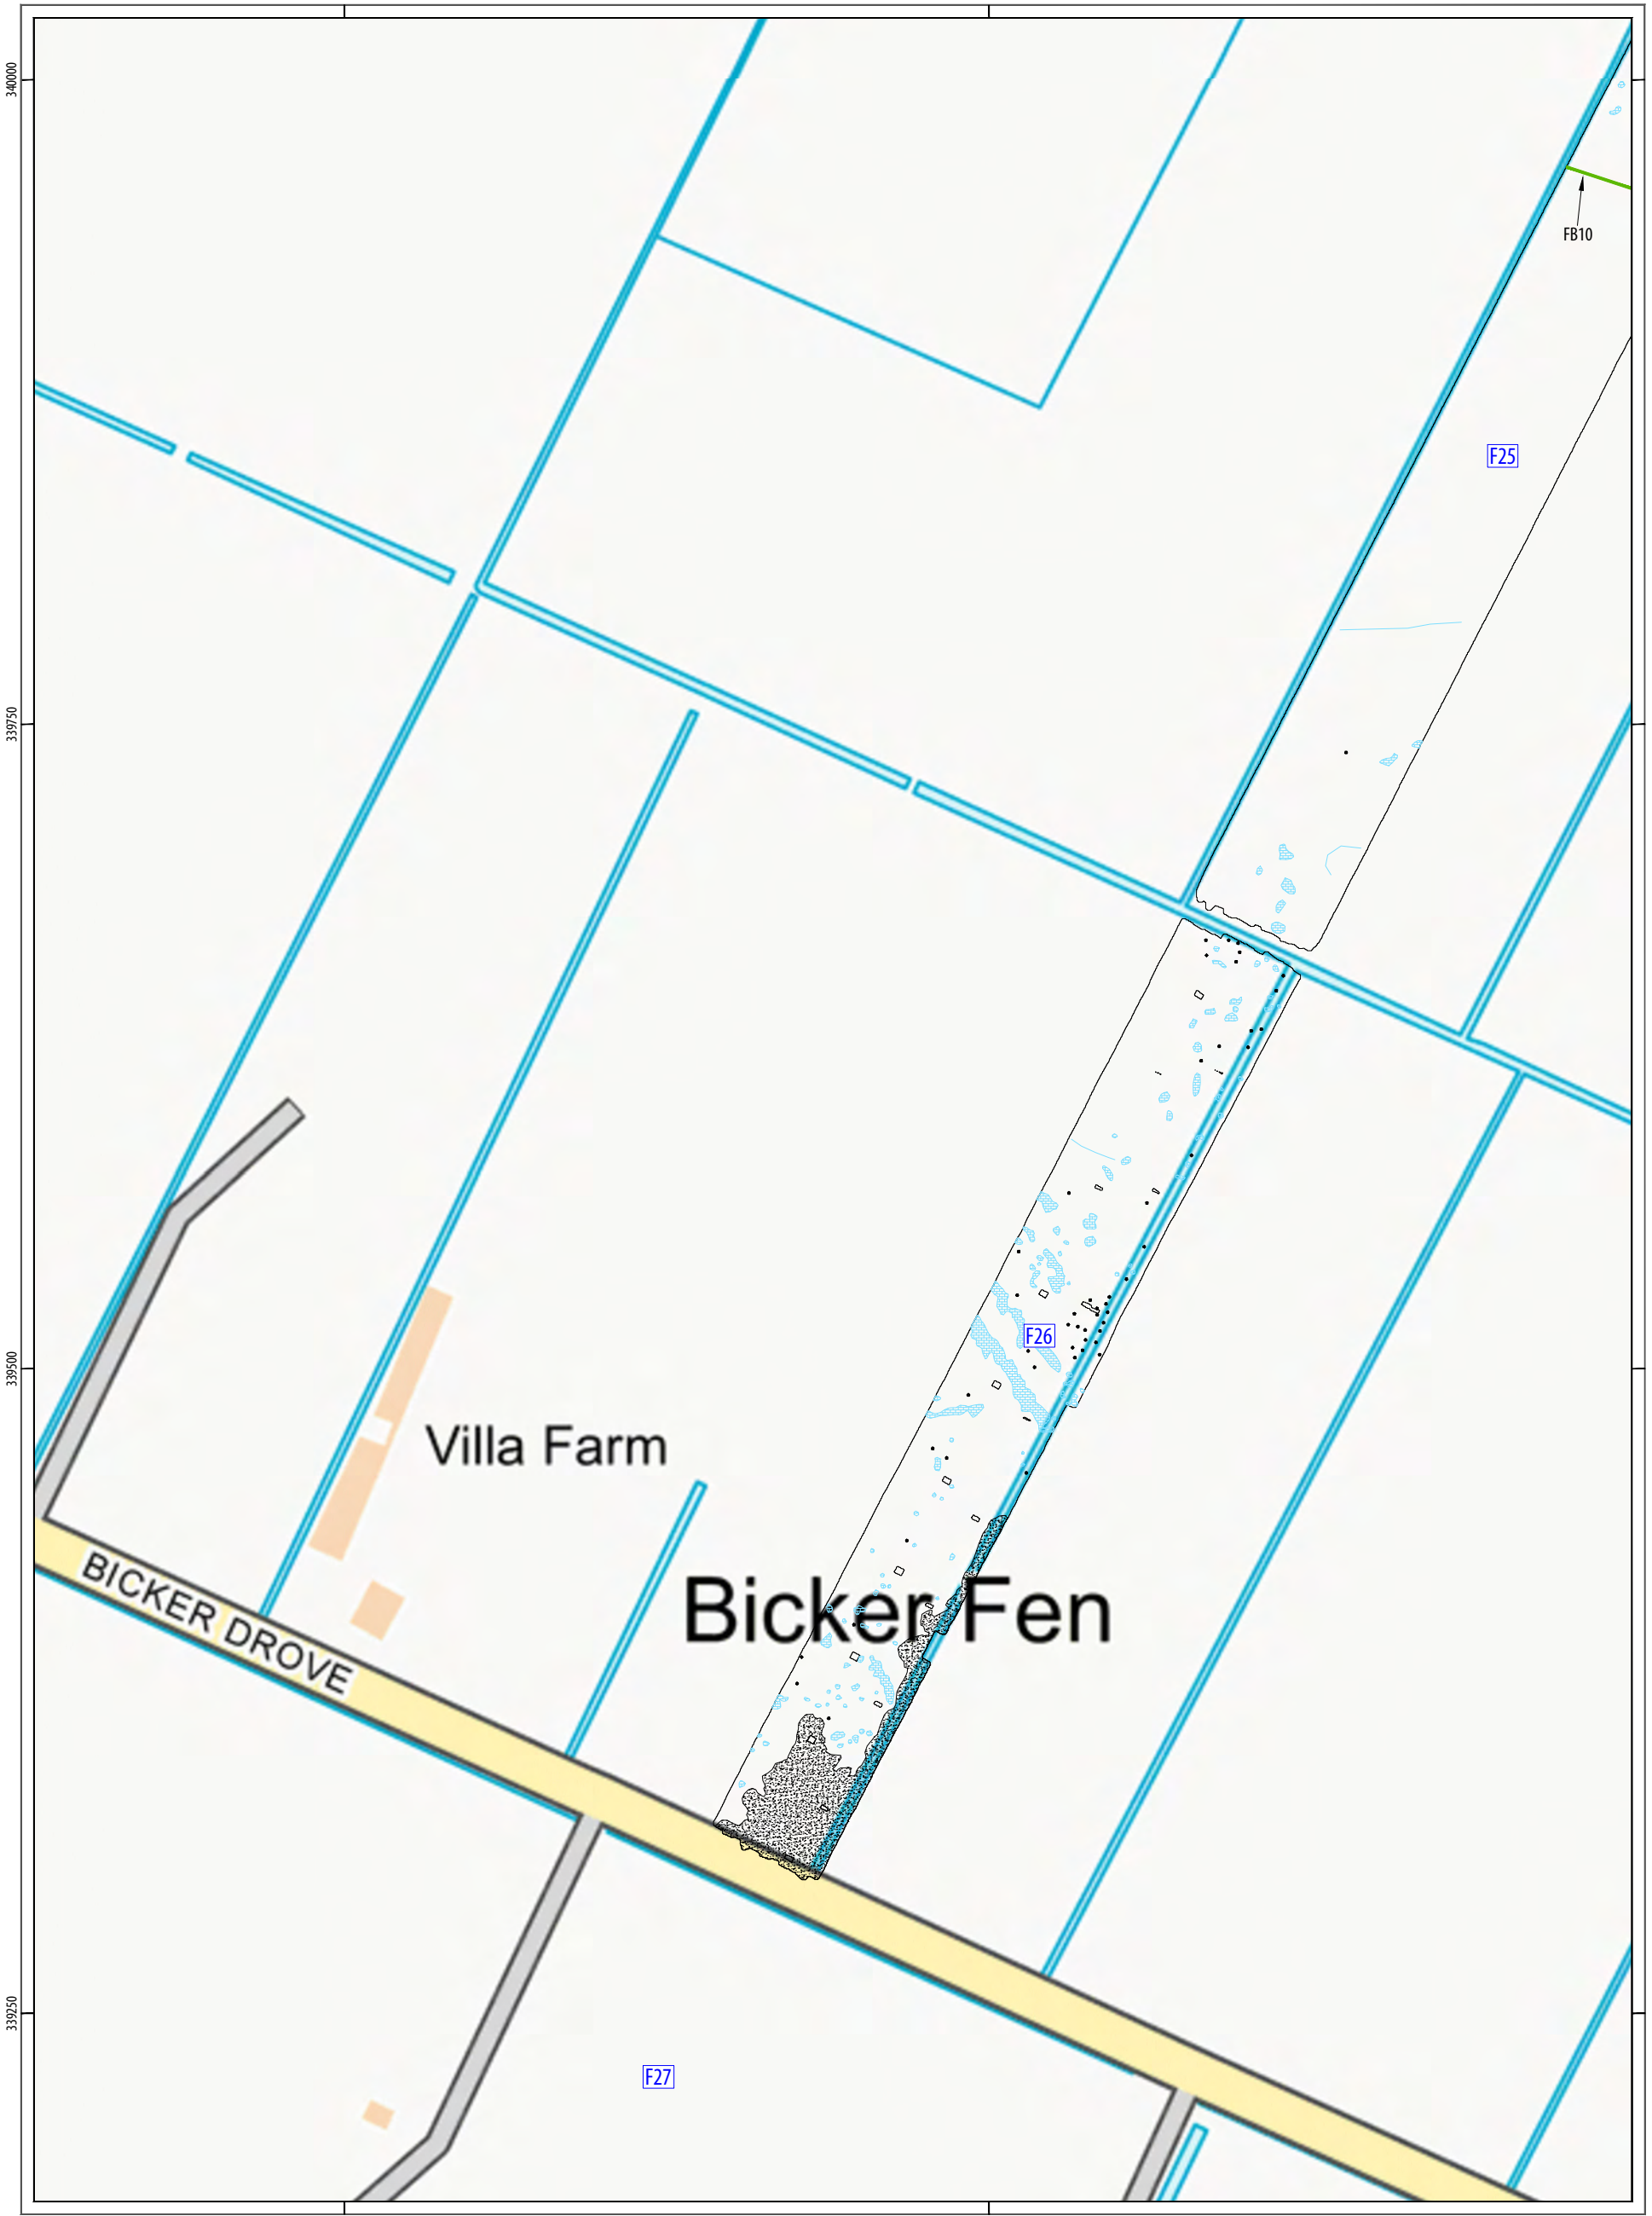 340000
FB10
F25
339750
F26
339500
Villa Farm
Bicker Fen
BICKER DROVE
339250
F27